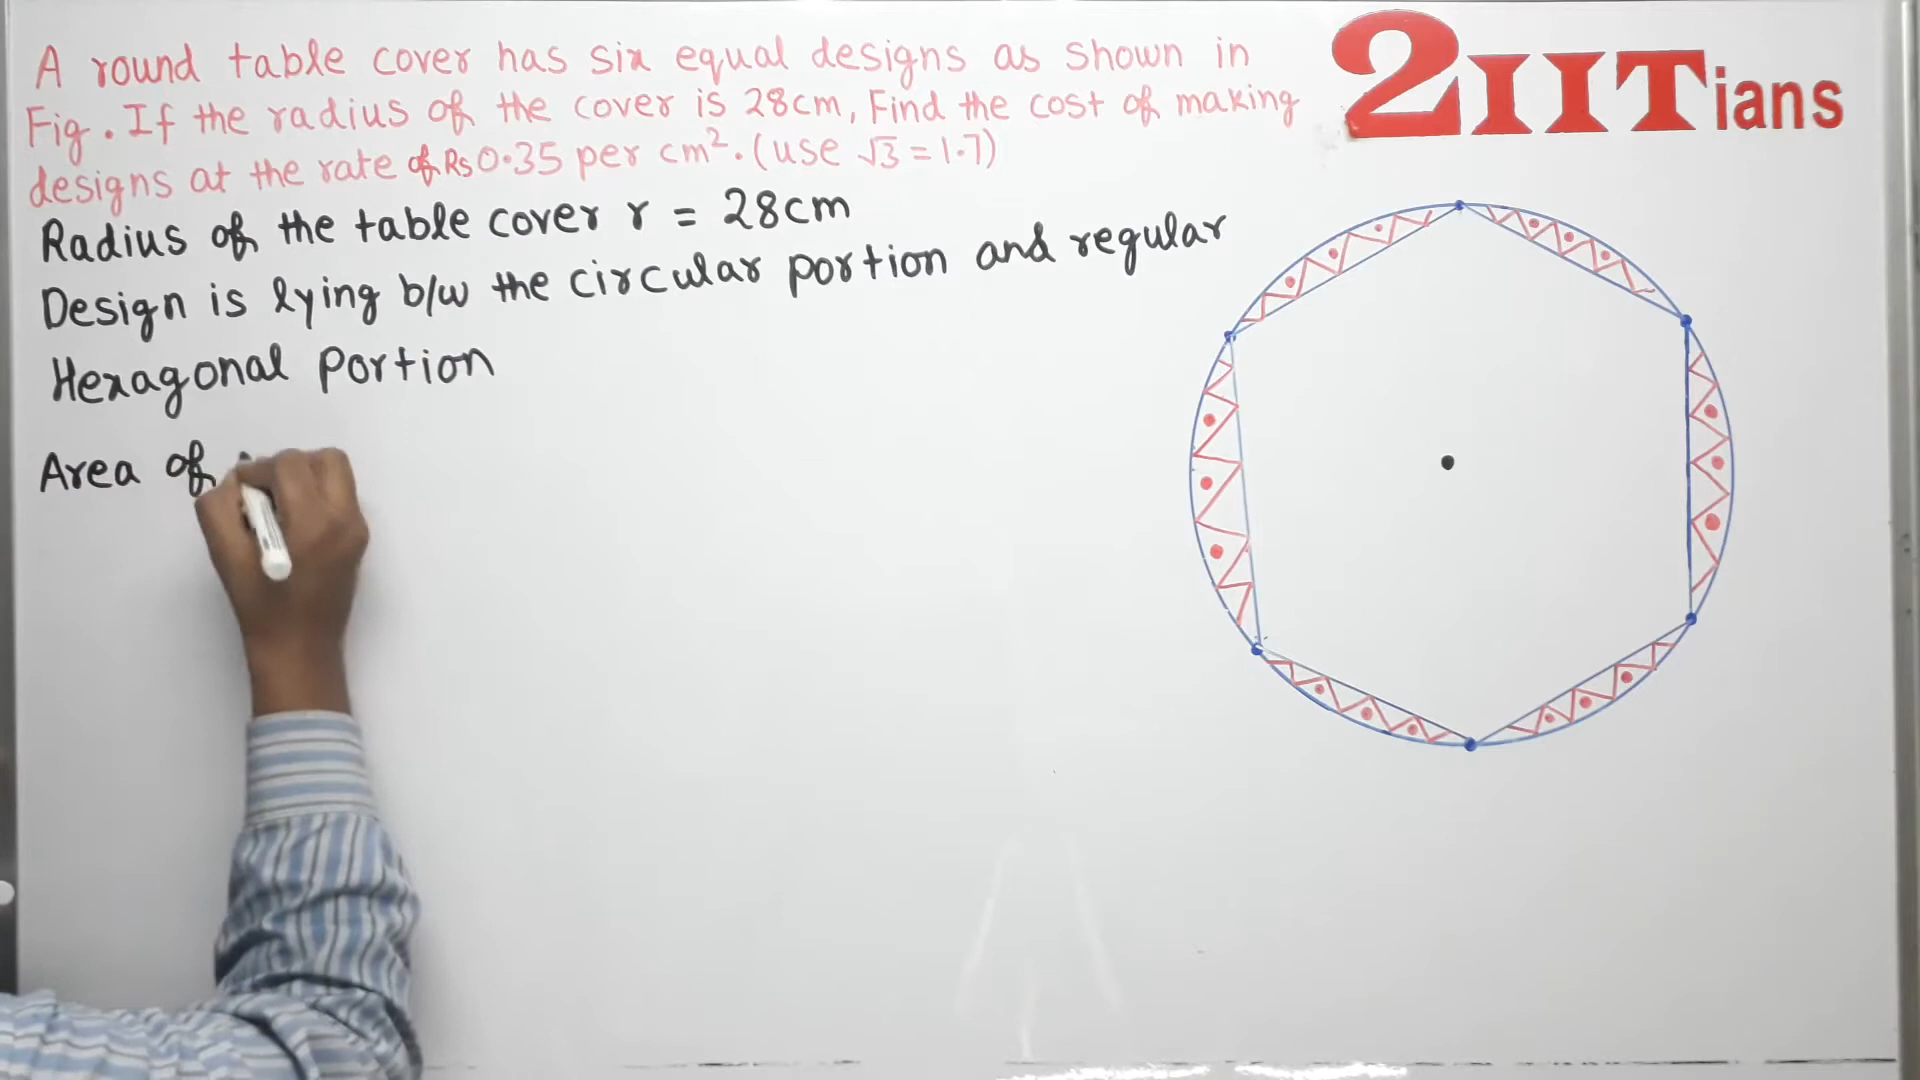 A round table cover has six equal designs as shown in
Fig. If the radius of the cover is 28cm, Find the cost of making
designs at the rate of Rs 0.35 per cm². (use √3 = 1.7)
2IITians
Radius of the table cover r = 28cm
Design is lying b/w the circular portion and regular
Hexagonal Portion
Area of